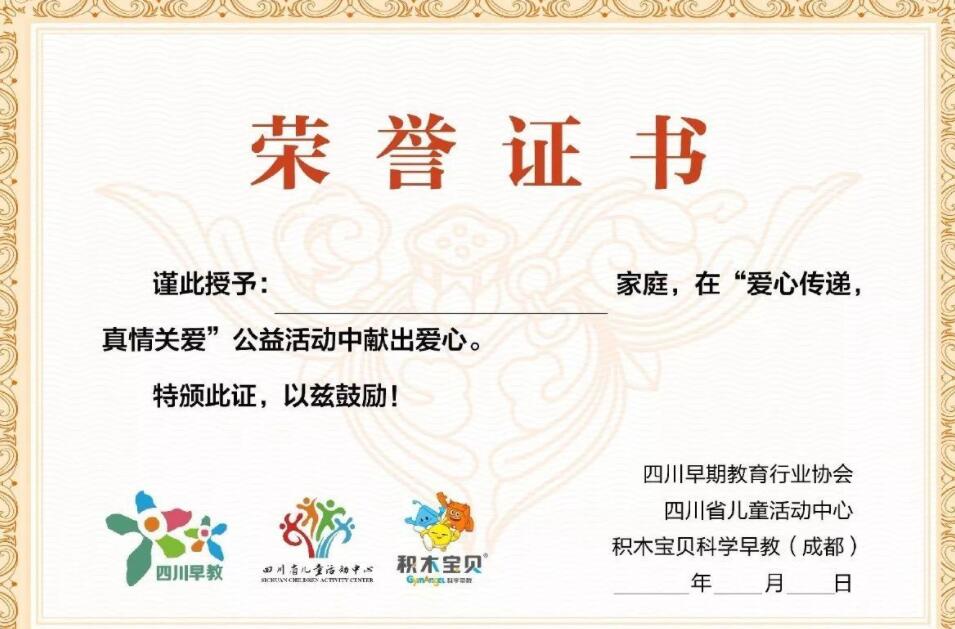 荣誉证书
谨此授予：家庭，在“爱心传递，
真情关爱”公益活动中献出爱心。
特颁此证，以兹鼓励！
四川早期教育行业协会
四川省儿童活动中心
积木宝贝科学早教（成都）
年 月 日
四川早教
四川省儿童活动中心
SICHUAN CHILDREN ACTIVITY CENTER
积木宝贝®
GymAngel 科学早教